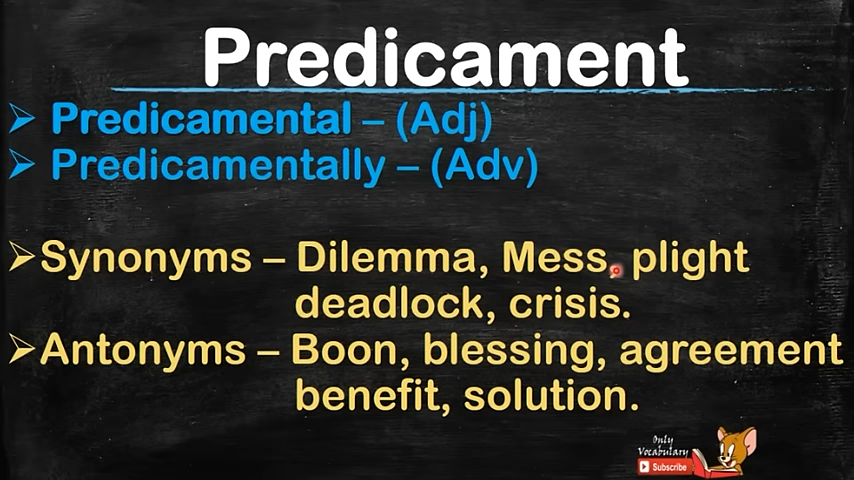 Predicament
➢ Predicamental – (Adj)
➢ Predicamentally – (Adv)
➢Synonyms – Dilemma, Mess, plight
deadlock, crisis.
➢Antonyms – Boon, blessing, agreement
benefit, solution.
Only
Vocabulary
Subscribe